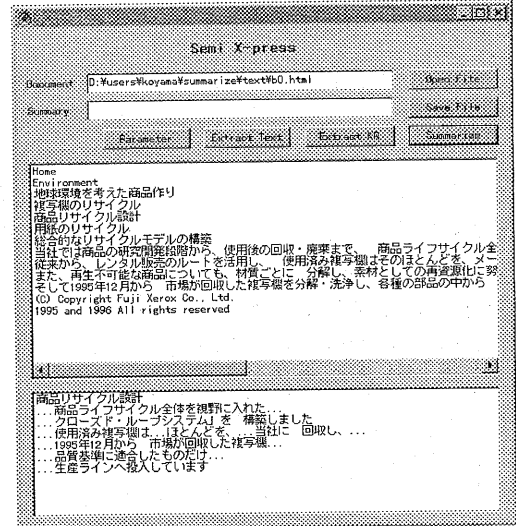 Semi X-press
Document D:¥users¥koyama¥summarize¥text¥b0.html Open File
Summary Save File
Parameter Extract Text Extract KR Summarize
Home
Environment
地球環境を考えた商品作り
複写機のリサイクル
商品リサイクル設計
用紙のリサイクル
総合的なリサイクルモデルの構築
当社では商品の研究開発段階から、使用後の回収・廃棄まで、 商品ライフサイクル全
従来から、レンタル販売のルートを活用し、 使用済み複写機はそのほとんどを、メー
また、再生不可能な商品についても、材質ごとに 分解し、素材としての再資源化に努
そして1995年12月から 市場が回収した複写機を分解・洗浄し、各種の部品の中から
(C) Copyright Fuji Xerox Co., Ltd.
1995 and 1996 All rights reserved
商品リサイクル設計
...商品ライフサイクル全体を視野に入れた...
...クローズド・ループシステム』を 構築しました
...使用済み複写機は...ほとんどを、...当社に 回収し、...
...1995年12月から 市場が回収した複写機...
...品質基準に適合したものだけ...
...生産ラインへ投入しています